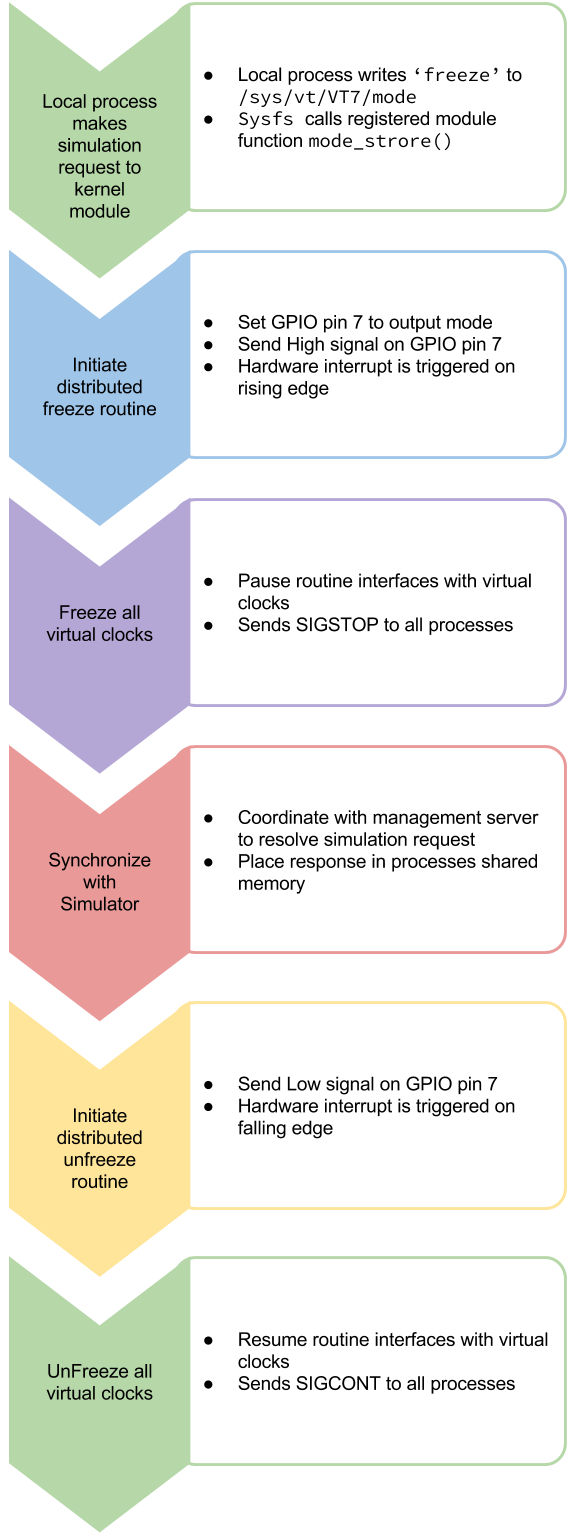 Local process
makes
simulation
request to
kernel
module
● Local process writes ‘freeze’ to
/sys/vt/VT7/mode
● Sysfs calls registered module
function mode_strore()
Initiate
distributed
freeze routine
● Set GPIO pin 7 to output mode
● Send High signal on GPIO pin 7
● Hardware interrupt is triggered on
rising edge
Freeze all
virtual clocks
● Pause routine interfaces with virtual
clocks
● Sends SIGSTOP to all processes
Synchronize
with
Simulator
● Coordinate with management server
to resolve simulation request
● Place response in processes shared
memory
Initiate
distributed
unfreeze
routine
● Send Low signal on GPIO pin 7
● Hardware interrupt is triggered on
falling edge
UnFreeze all
virtual clocks
● Resume routine interfaces with virtual
clocks
● Sends SIGCONT to all processes